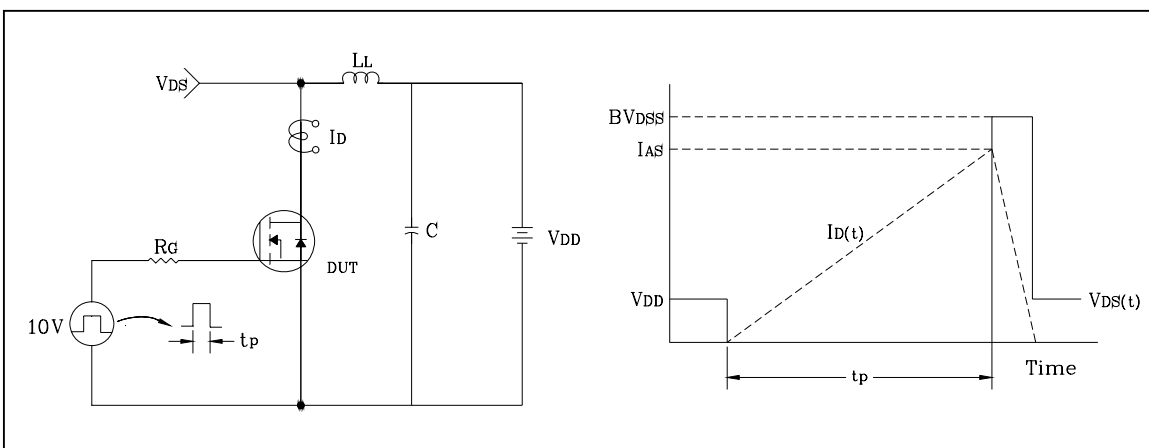 LL
VDS
ID
RG
DUT
C
VDD
10V
tp
BVDSS
IAS
ID(t)
VDD
VDS(t)
tp
Time